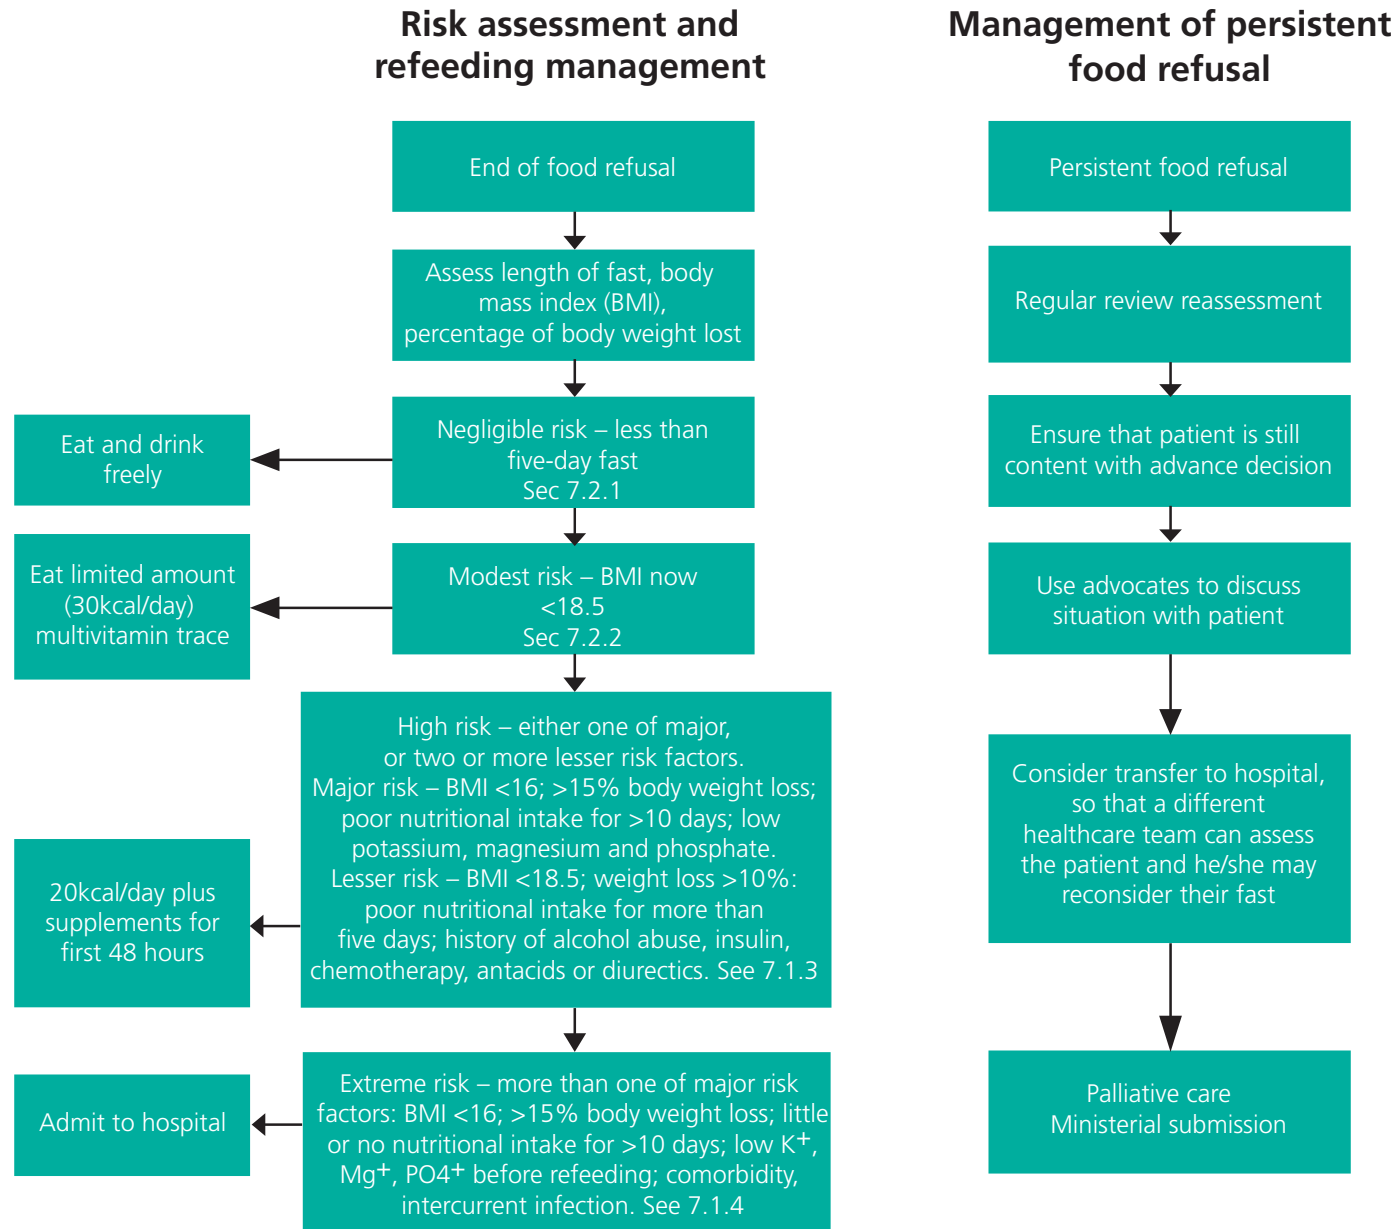 Risk assessment and
refeeding management
End of food refusal
Assess length of fast, body
mass index (BMI),
percentage of body weight lost
Negligible risk – less than
five-day fast
Sec 7.2.1
Eat and drink
freely
Modest risk – BMI now
<18.5
Sec 7.2.2
Eat limited amount
(30kcal/day)
multivitamin trace
High risk – either one of major,
or two or more lesser risk factors.
Major risk – BMI <16; >15% body weight loss;
poor nutritional intake for >10 days; low
potassium, magnesium and phosphate.
Lesser risk – BMI <18.5; weight loss >10%:
poor nutritional intake for more than
five days; history of alcohol abuse, insulin,
chemotherapy, antacids or diurectics. See 7.1.3
20kcal/day plus
supplements for
first 48 hours
Extreme risk – more than one of major risk
factors: BMI <16; >15% body weight loss; little
or no nutritional intake for >10 days; low K+,
Mg+, PO4+ before refeeding; comorbidity,
intercurrent infection. See 7.1.4
Admit to hospital
Management of persistent
food refusal
Persistent food refusal
Regular review reassessment
Ensure that patient is still
content with advance decision
Use advocates to discuss
situation with patient
Consider transfer to hospital,
so that a different
healthcare team can assess
the patient and he/she may
reconsider their fast
Palliative care
Ministerial submission